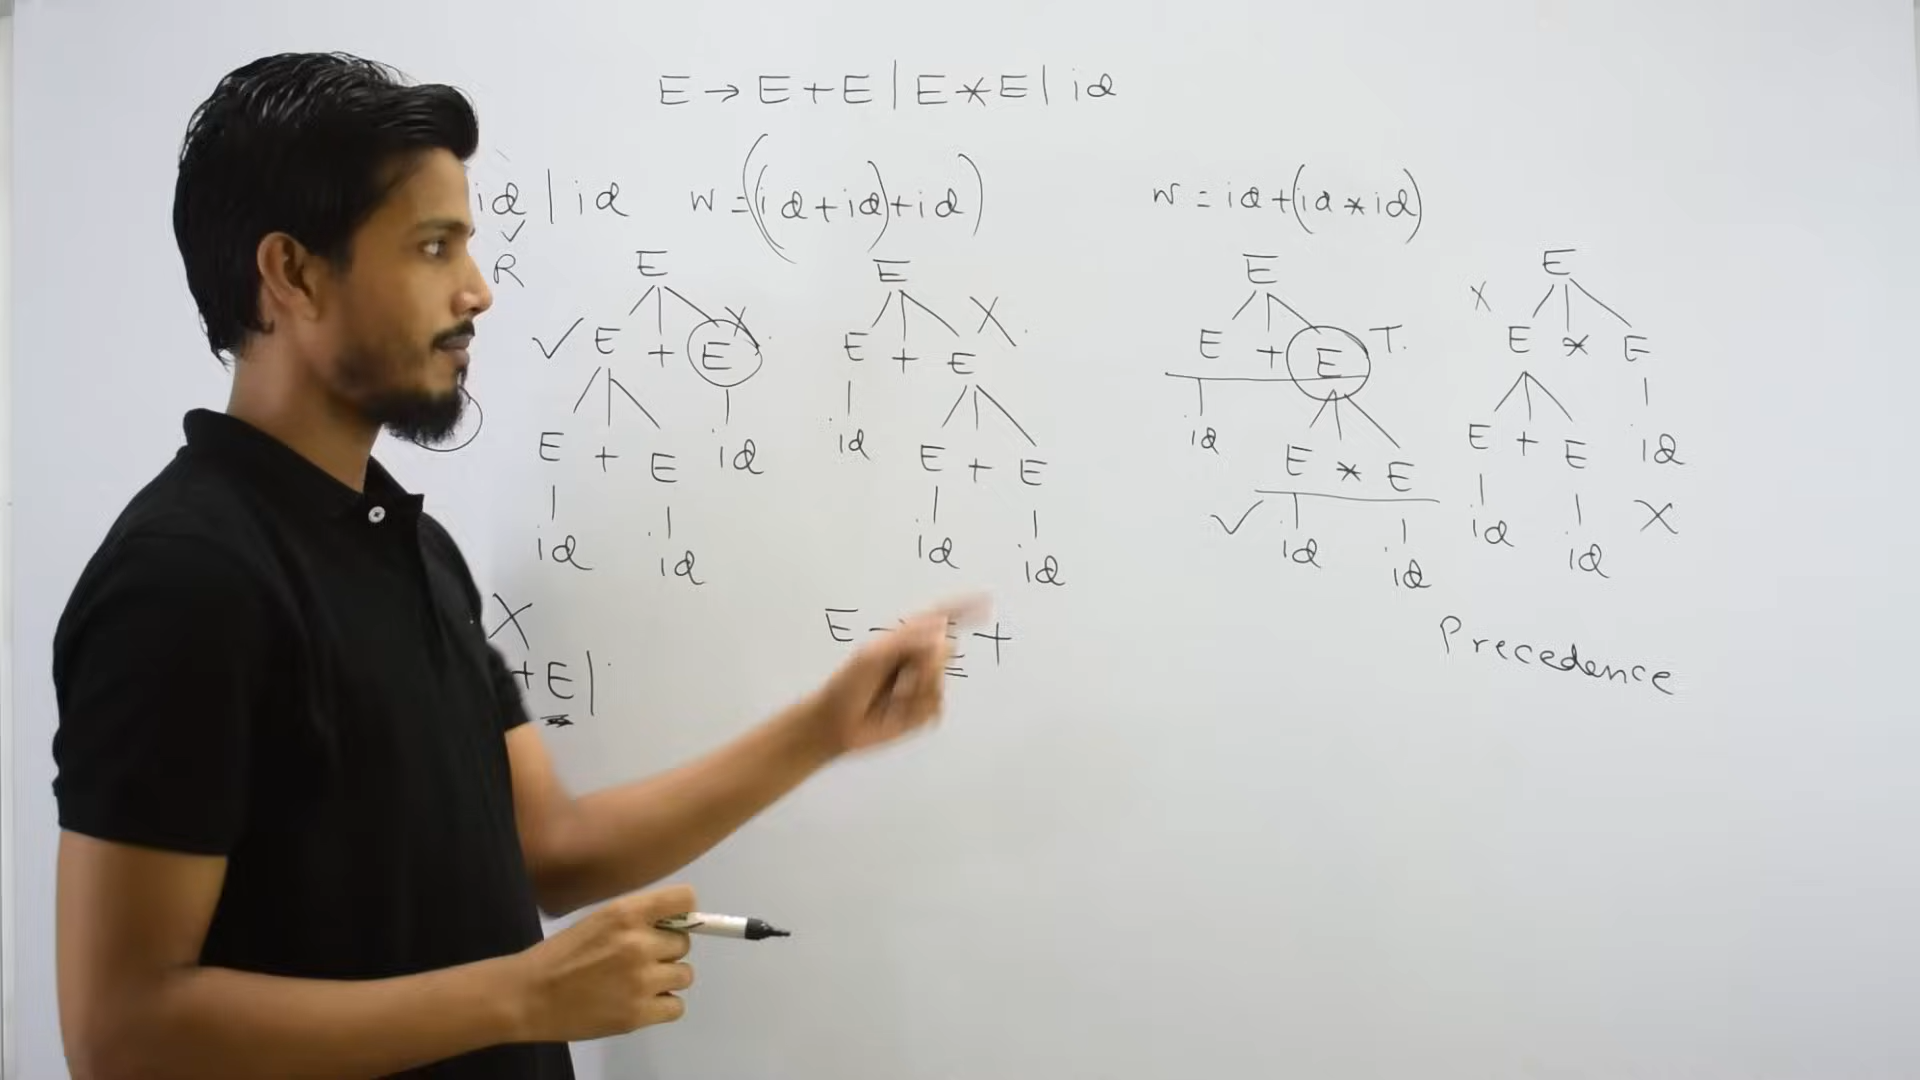 E → E + E | E * E | id
id | id w = ((id + id) + id) w = id + (id * id)
R
E E E E
X X X
✓ E + E E + E E + E T. E * E
id id id
E + E id E + E E * E E + E id
✓ X
id id id id id id id id
X
+ E | E → E +
Precedence